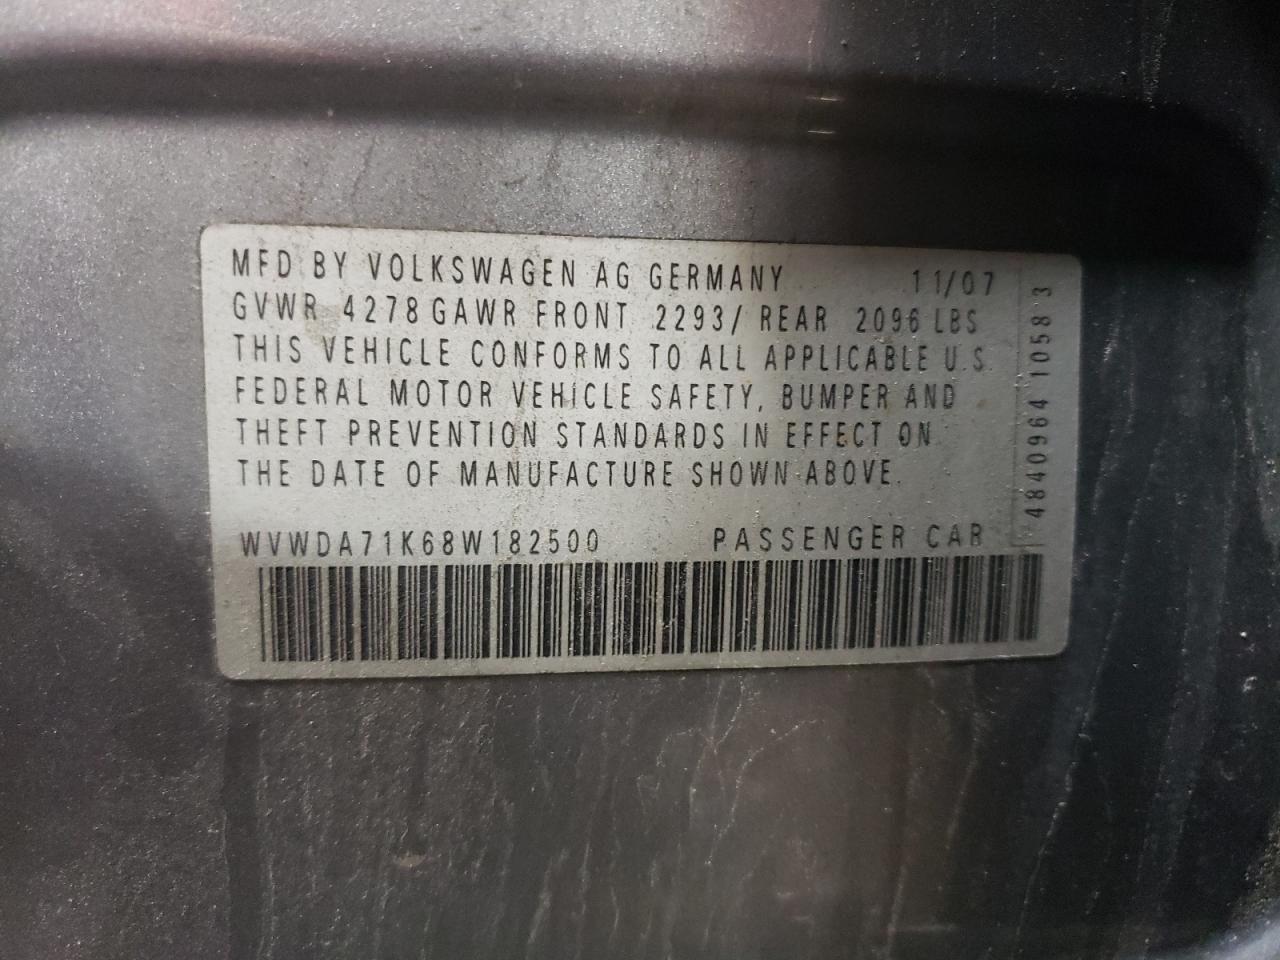 MFD BY VOLKSWAGEN AG GERMANY 11/07
GVWR 4278 GAWR FRONT 2293/ REAR 2096 LBS
THIS VEHICLE CONFORMS TO ALL APPLICABLE U.S.
FEDERAL MOTOR VEHICLE SAFETY, BUMPER AND
THEFT PREVENTION STANDARDS IN EFFECT ON
THE DATE OF MANUFACTURE SHOWN ABOVE.
WVWDA71K68W182500 PASSENGER CAR
4840964 105873